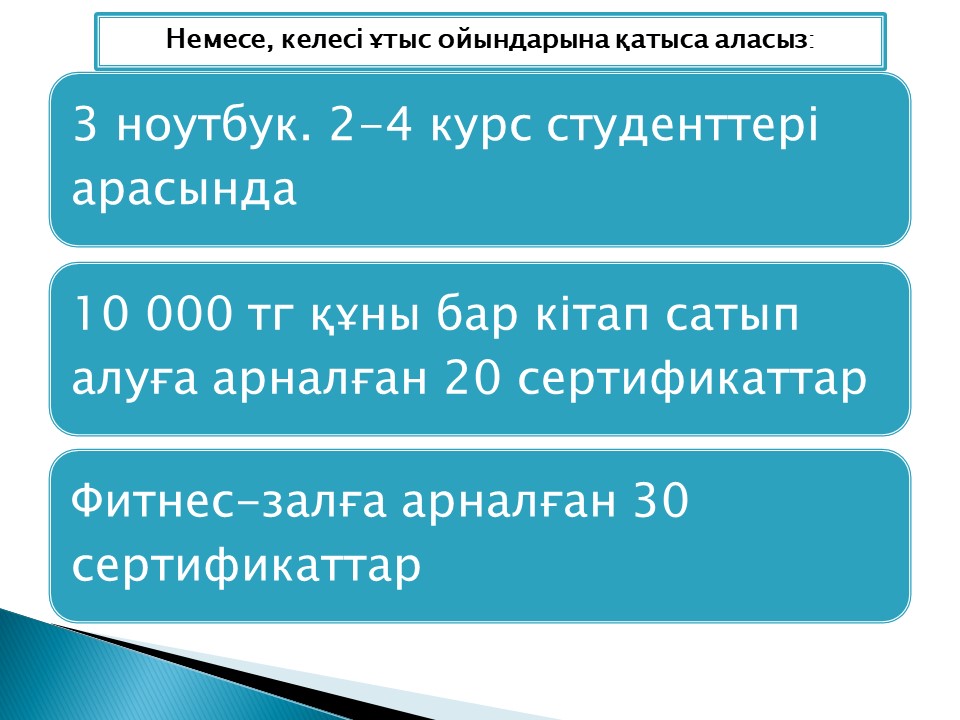 Немесе, келесі ұтыс ойындарына қатыса аласыз:
3 ноутбук. 2-4 курс студенттері
арасында
10 000 тг құны бар кітап сатып
алуға арналған 20 сертификаттар
Фитнес-залға арналған 30
сертификаттар